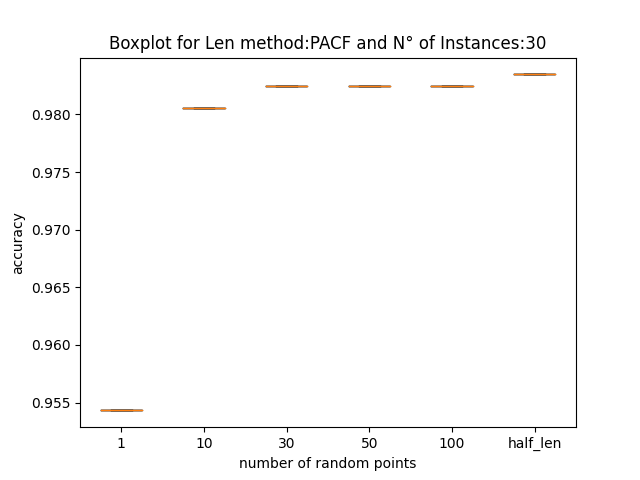 Boxplot for Len method:PACF and N° of Instances:30
accuracy
0.980
0.975
0.970
0.965
0.960
0.955
1 10 30 50 100 half_len
number of random points